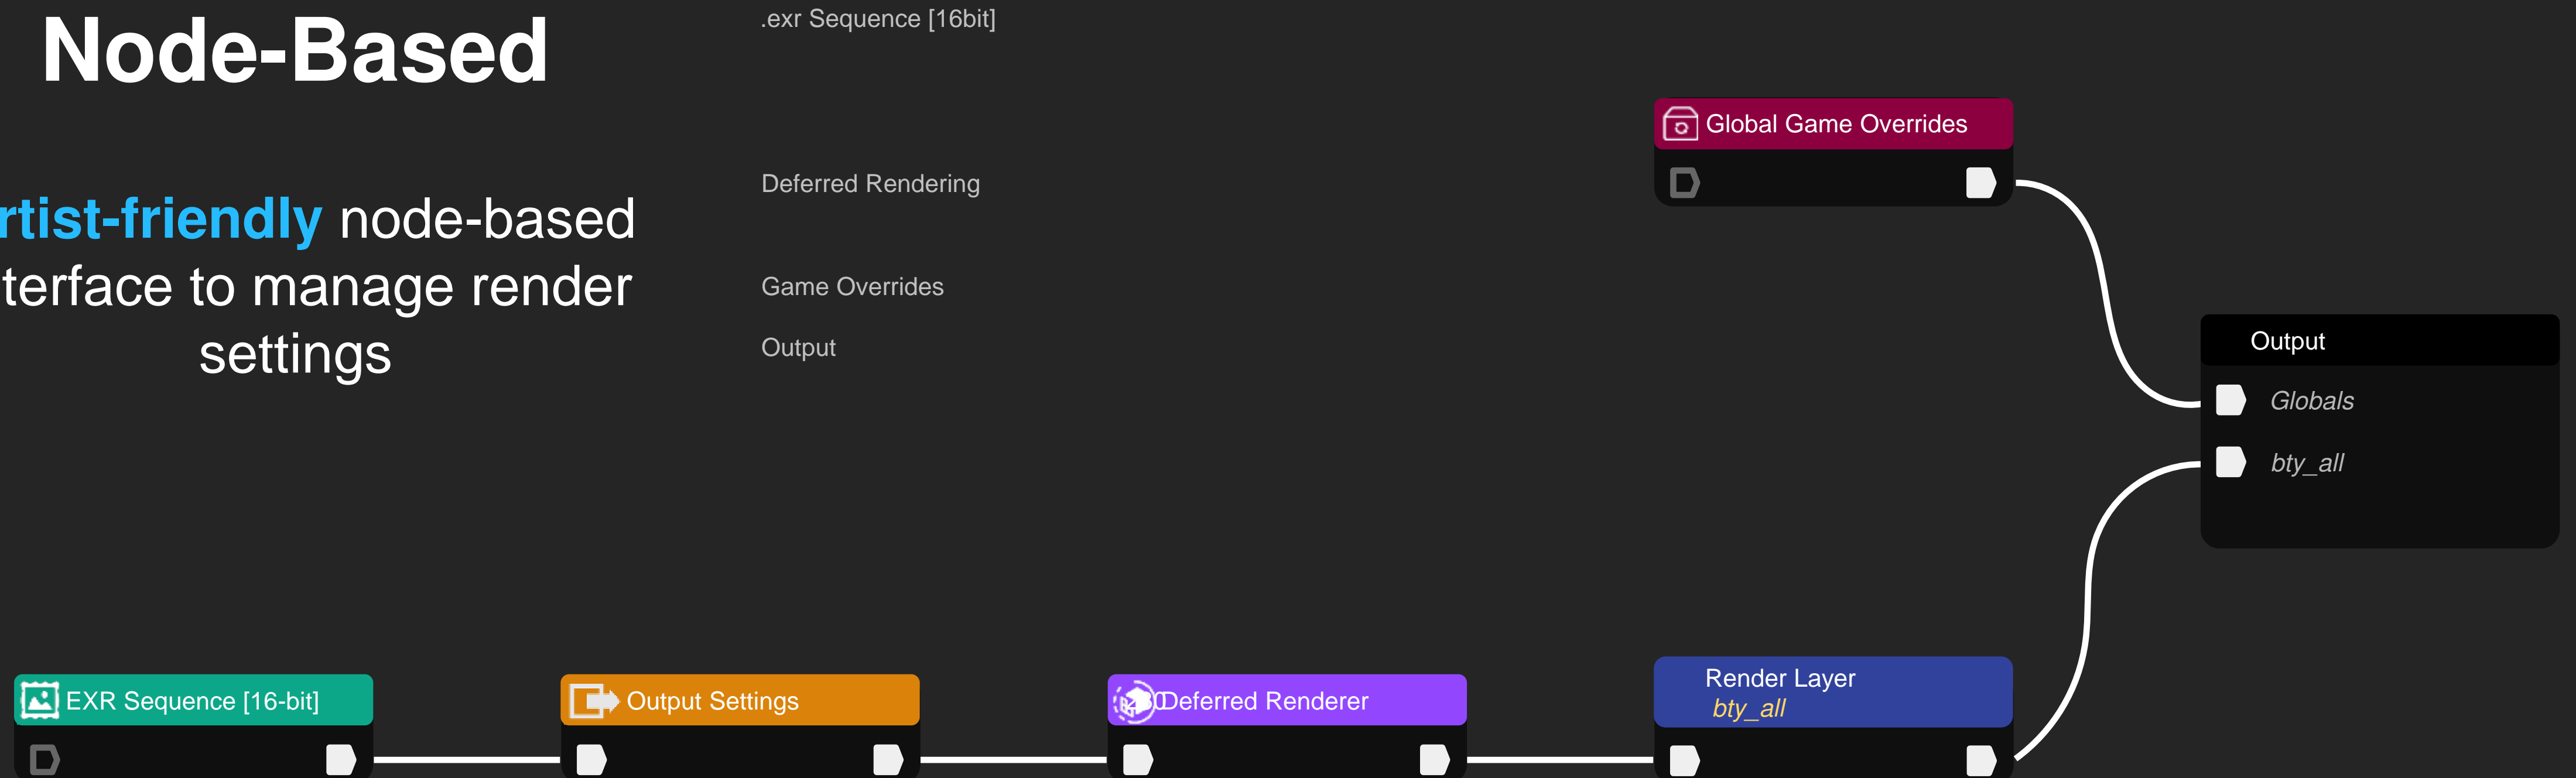 Node-Based
rtist-friendly node-based
terface to manage render
settings
.exr Sequence [16bit]
Deferred Rendering
Game Overrides
Output
Global Game Overrides
Output
Globals
bty_all
EXR Sequence [16-bit]
Output Settings
Deferred Renderer
Render Layer
bty_all